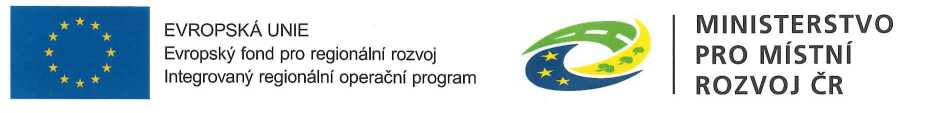 EVROPSKÁ UNIE
Evropský fond pro regionální rozvoj
Integrovaný regionální operační program
MINISTERSTVO
PRO MÍSTNÍ
ROZVOJ ČR